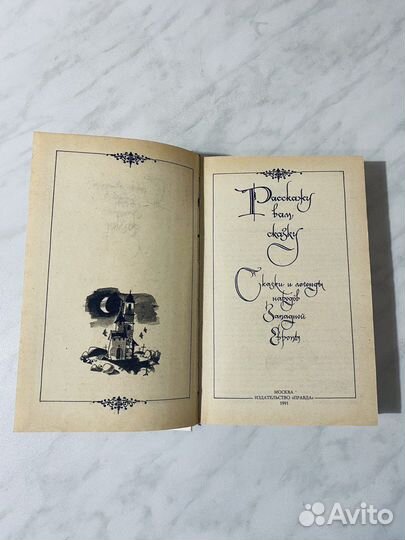 Расскажу
вам
сказку
Сказки и легенды
народов
Западной
Европы
МОСКВА
ИЗДАТЕЛЬСТВО «ПРАВДА»
1991
Avito